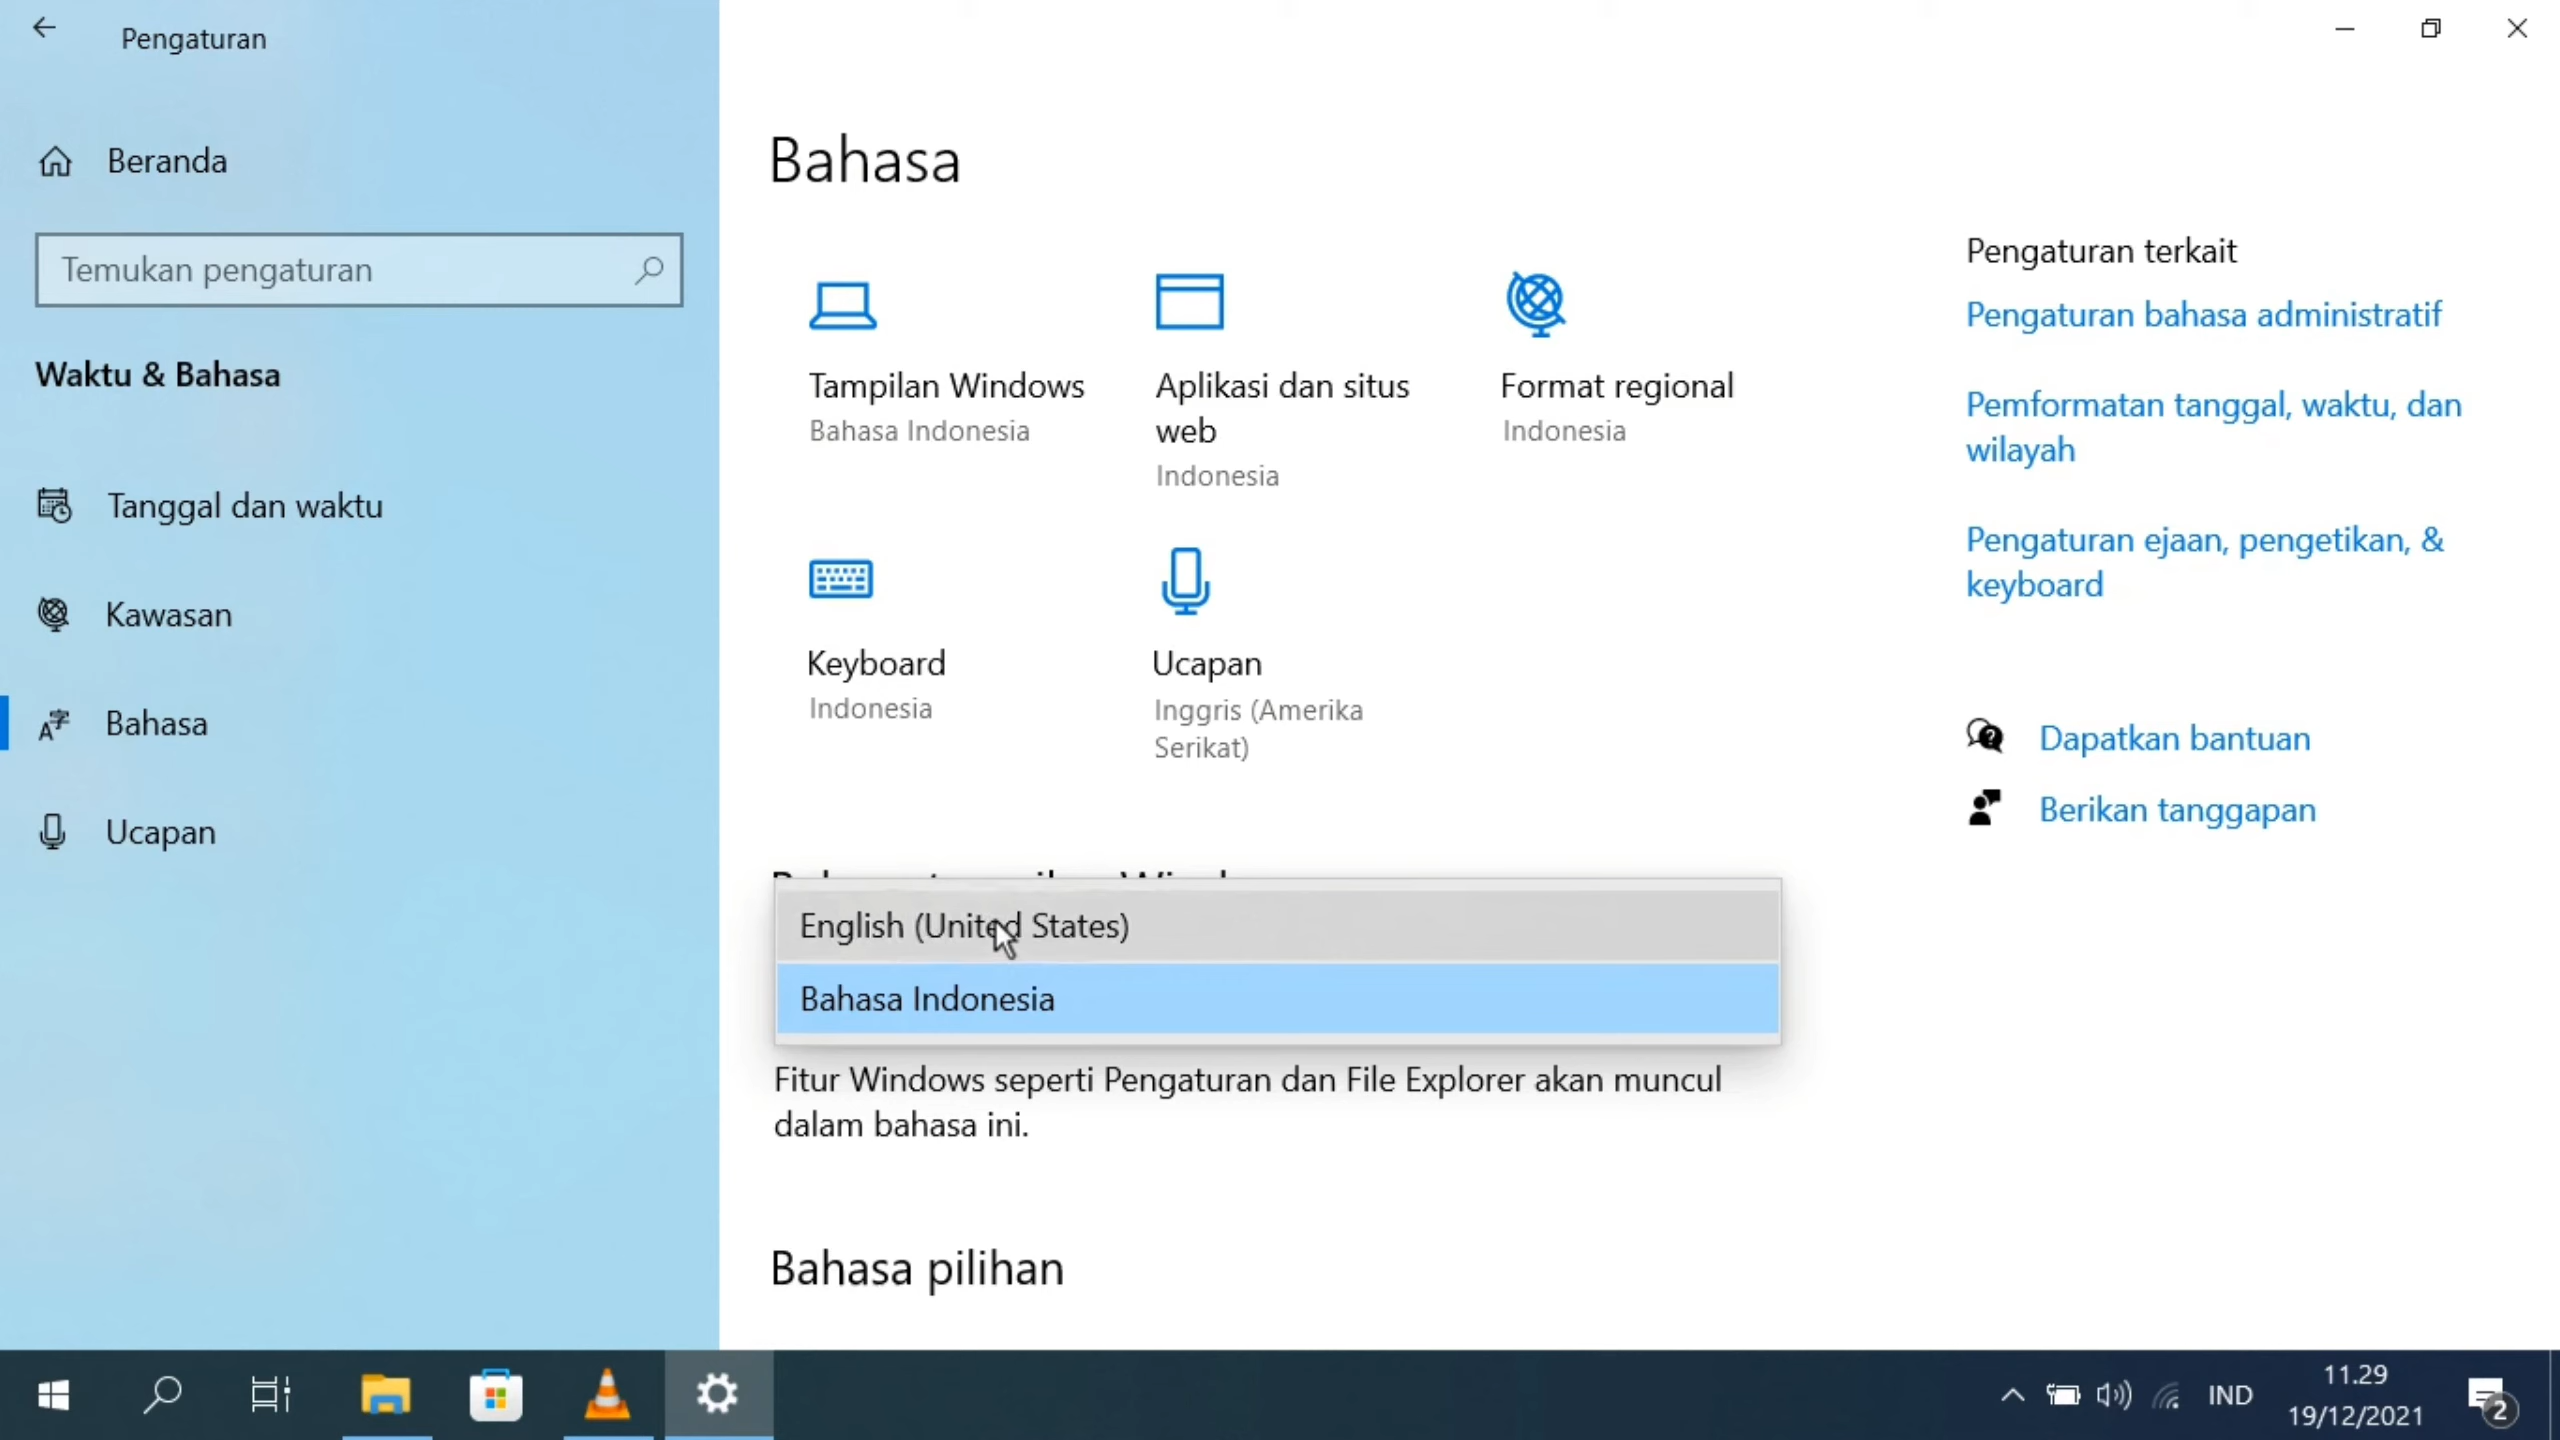 Pengaturan
Beranda
Temukan pengaturan
Waktu & Bahasa
Tanggal dan waktu
Kawasan
Bahasa
Ucapan
Bahasa
Tampilan Windows
Bahasa Indonesia
Aplikasi dan situs
web
Indonesia
Format regional
Indonesia
Keyboard
Indonesia
Ucapan
Inggris (Amerika
Serikat)
English (United States)
Bahasa Indonesia
Fitur Windows seperti Pengaturan dan File Explorer akan muncul
dalam bahasa ini.
Bahasa pilihan
Pengaturan terkait
Pengaturan bahasa administratif
Pemformatan tanggal, waktu, dan
wilayah
Pengaturan ejaan, pengetikan, &
keyboard
Dapatkan bantuan
Berikan tanggapan
IND
11.29
19/12/2021
2